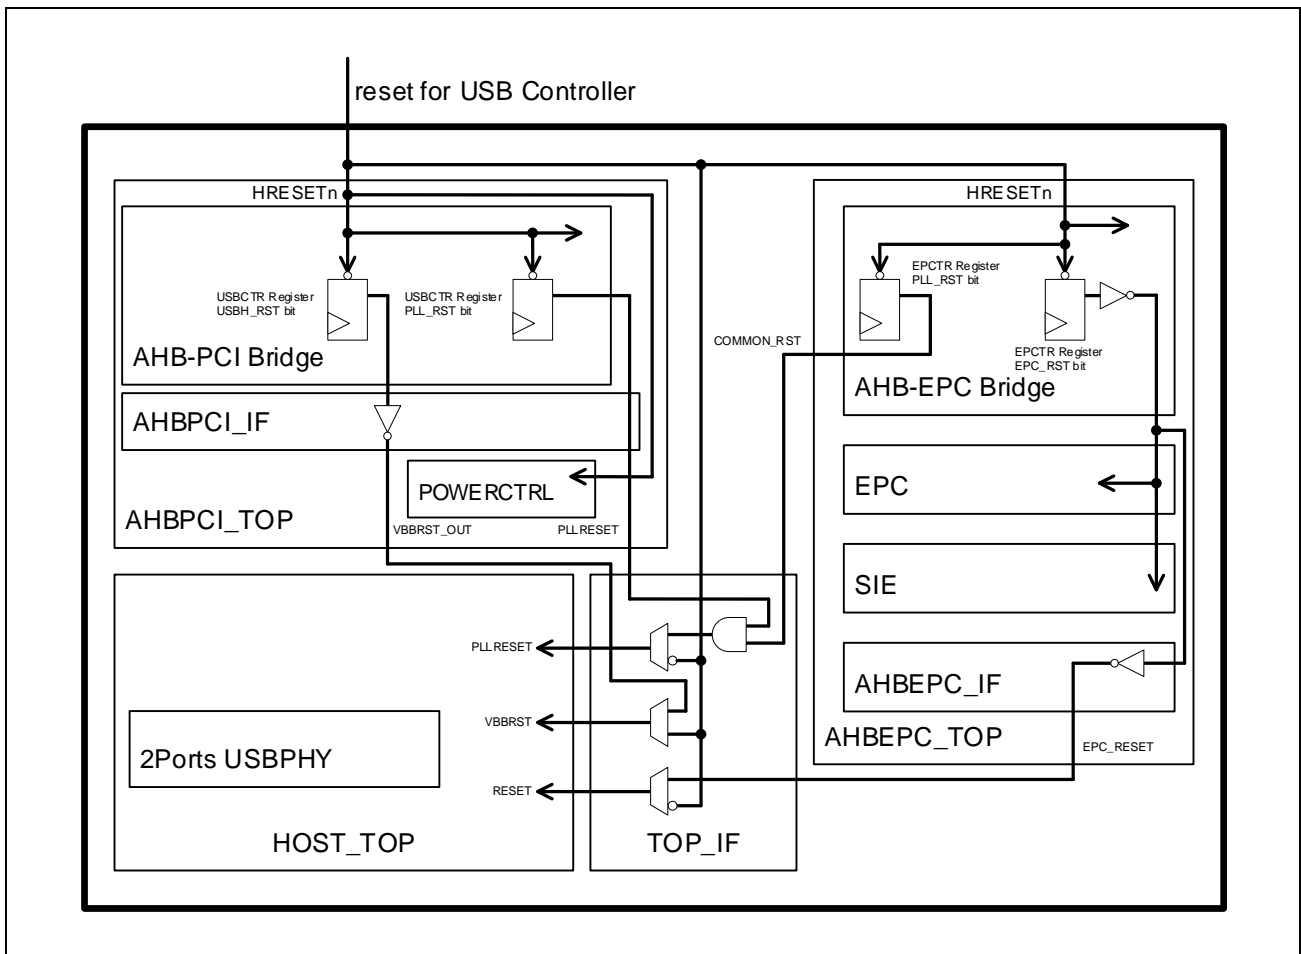 reset for USB Controller
HRESETn
USBCTR Register
USBH_RST bit
USBCTR Register
PLL_RST bit
AHB-PCI Bridge
AHBPCI_IF
POWERCTRL
AHBPCI_TOP
VBBRST_OUT
PLLRESET
HRESETn
EPCTR Register
PLL_RST bit
COMMON_RST
EPCTR Register
EPC_RST bit
AHB-EPC Bridge
EPC
SIE
AHBEPC_IF
AHBEPC_TOP
EPC_RESET
PLLRESET
VBBRST
RESET
2Ports USBPHY
HOST_TOP
TOP_IF